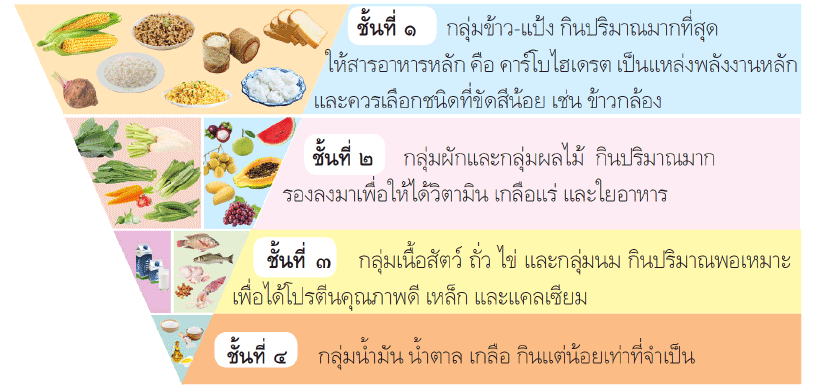 ชั้นที่ ๑ กลุ่มข้าว-แป้ง กินปริมาณมากที่สุด
ให้สารอาหารหลัก คือ คาร์โบไฮเดรต เป็นแหล่งพลังงานหลัก
และควรเลือกชนิดที่ขัดสีน้อย เช่น ข้าวกล้อง
ชั้นที่ ๒ กลุ่มผักและกลุ่มผลไม้ กินปริมาณมาก
รองลงมาเพื่อให้ได้วิตามิน เกลือแร่ และใยอาหาร
ชั้นที่ ๓ กลุ่มเนื้อสัตว์ ถั่ว ไข่ และกลุ่มนม กินปริมาณพอเหมาะ
เพื่อได้โปรตีนคุณภาพดี เหล็ก และแคลเซียม
ชั้นที่ ๔ กลุ่มน้ำมัน น้ำตาล เกลือ กินแต่น้อยเท่าที่จำเป็น